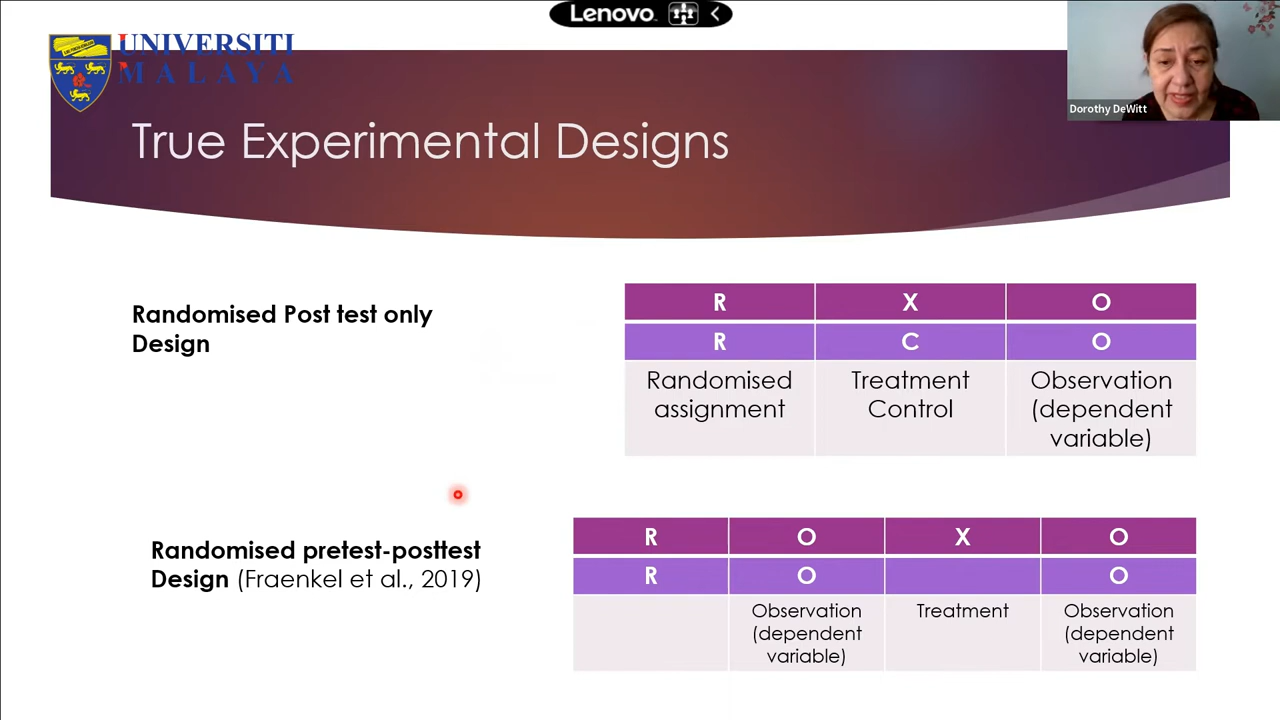 Lenovo
UNIVERSITI
MALAYA
Dorothy DeWitt
True Experimental Designs
Randomised Post test only
Design
R X O
R C O
Randomised Treatment Observation
assignment Control (dependent
variable)
Randomised pretest-posttest
Design (Fraenkel et al., 2019)
R O X O
R O O
Observation Treatment Observation
(dependent (dependent
variable) variable)